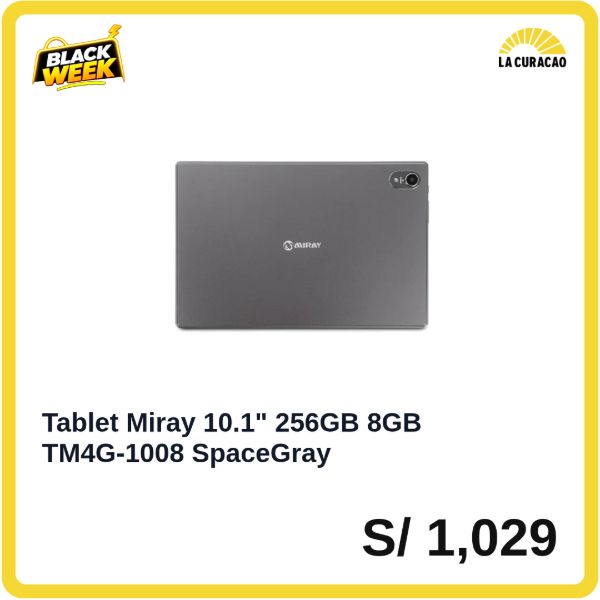 BLACK
WEEK
LA CURACAO
MIRAY
Tablet Miray 10.1" 256GB 8GB
TM4G-1008 SpaceGray
S/ 1,029